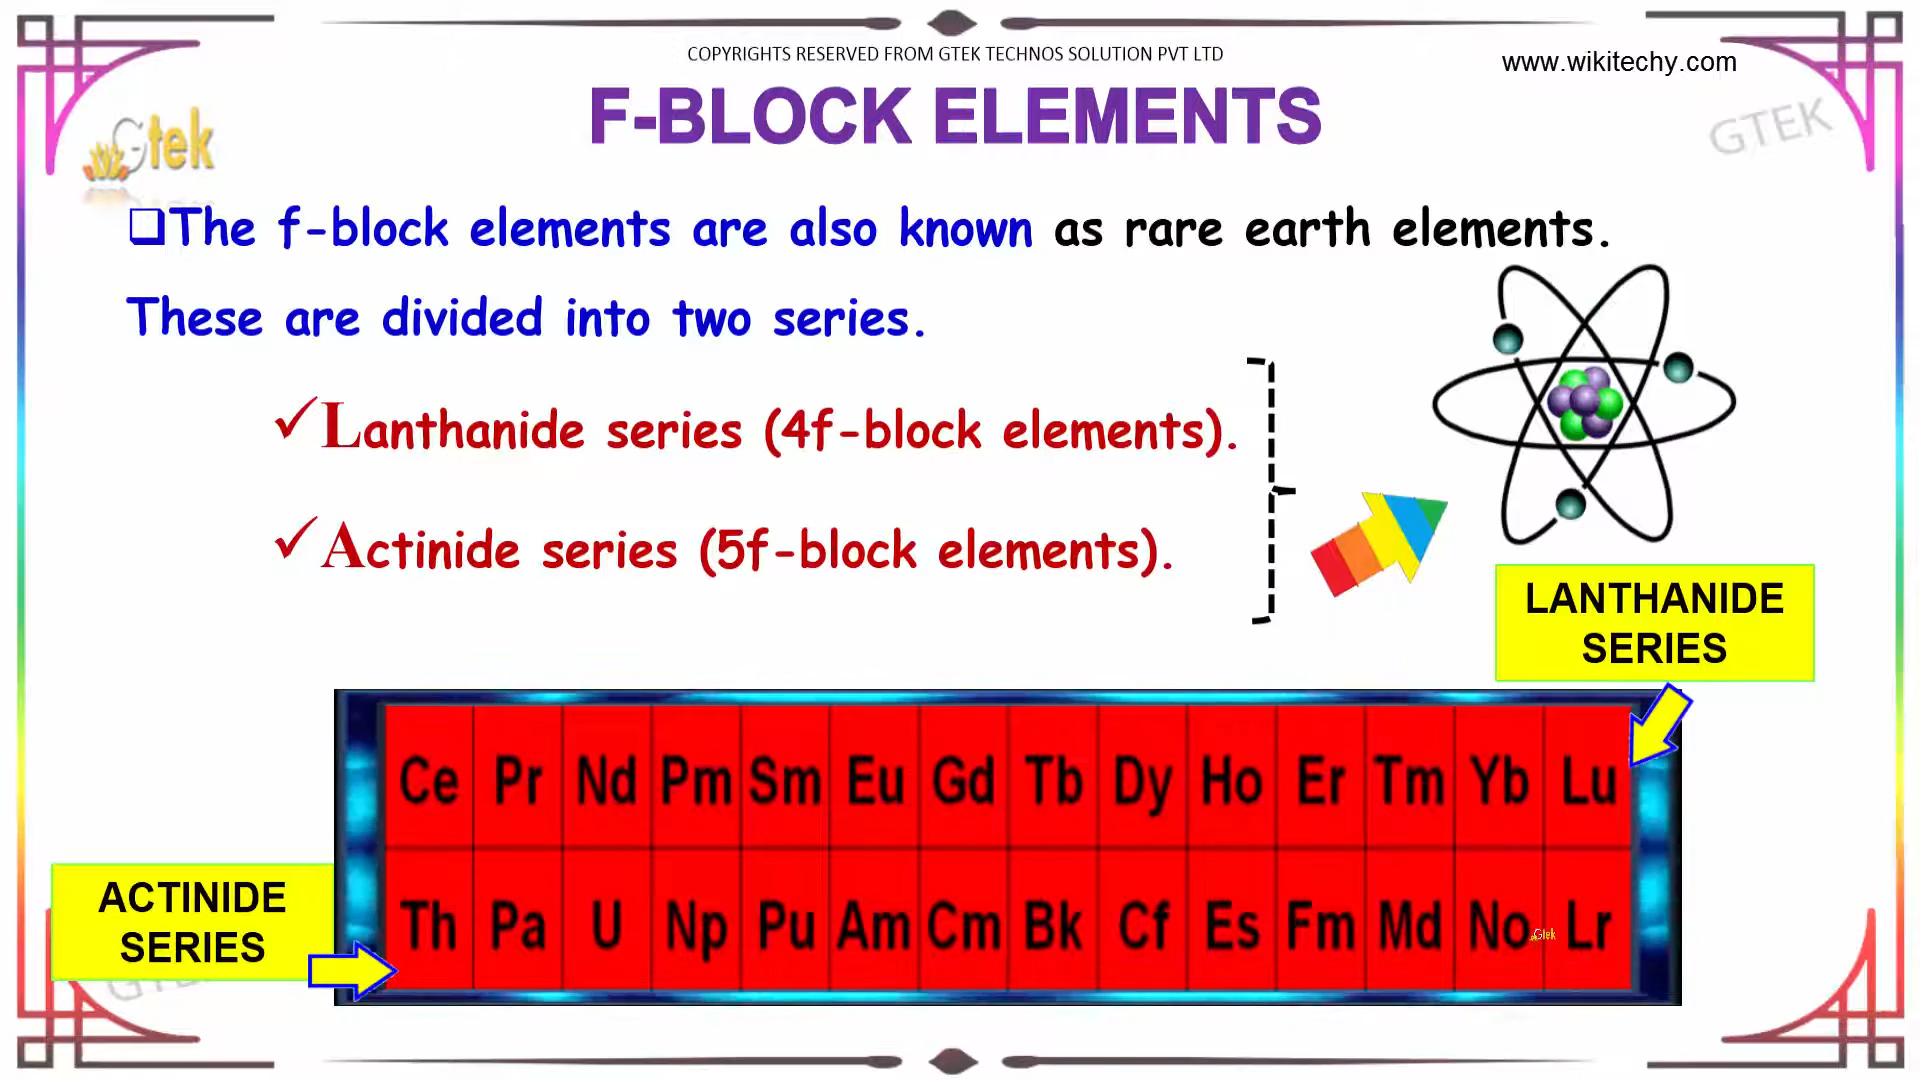 COPYRIGHTS RESERVED FROM GTEK TECHNOS SOLUTION PVT LTD
www.wikitechy.com
F-BLOCK ELEMENTS
Gtek
GTEK
❑The f-block elements are also known as rare earth elements.
These are divided into two series.
✓Lanthanide series (4f-block elements).
✓Actinide series (5f-block elements).
LANTHANIDE
SERIES
Ce Pr Nd Pm Sm Eu Gd Tb Dy Ho Er Tm Yb Lu
ACTINIDE
SERIES
Th Pa U Np Pu Am Cm Bk Cf Es Fm Md No Lr
Gtek
GTEK